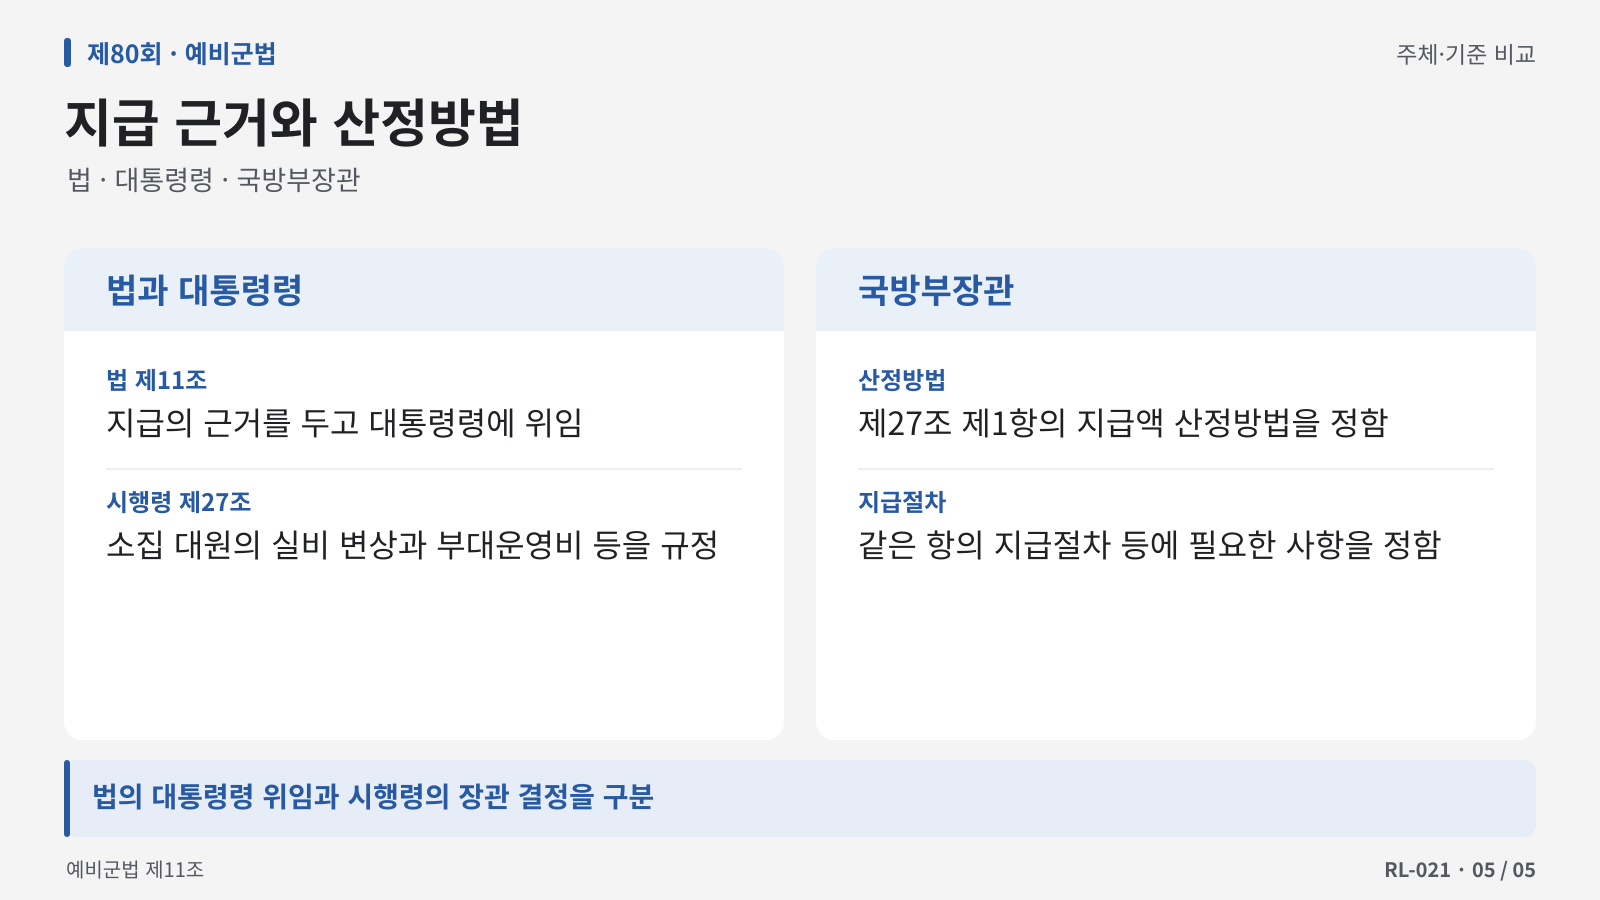 제80회 · 예비군법
주체·기준 비교
지급 근거와 산정방법
법 · 대통령령 · 국방부장관
법과 대통령령
법 제11조
지급의 근거를 두고 대통령령에 위임
시행령 제27조
소집 대원의 실비 변상과 부대운영비 등을 규정
국방부장관
산정방법
제27조 제1항의 지급액 산정방법을 정함
지급절차
같은 항의 지급절차 등에 필요한 사항을 정함
법의 대통령령 위임과 시행령의 장관 결정을 구분
예비군법 제11조
RL-021 · 05 / 05